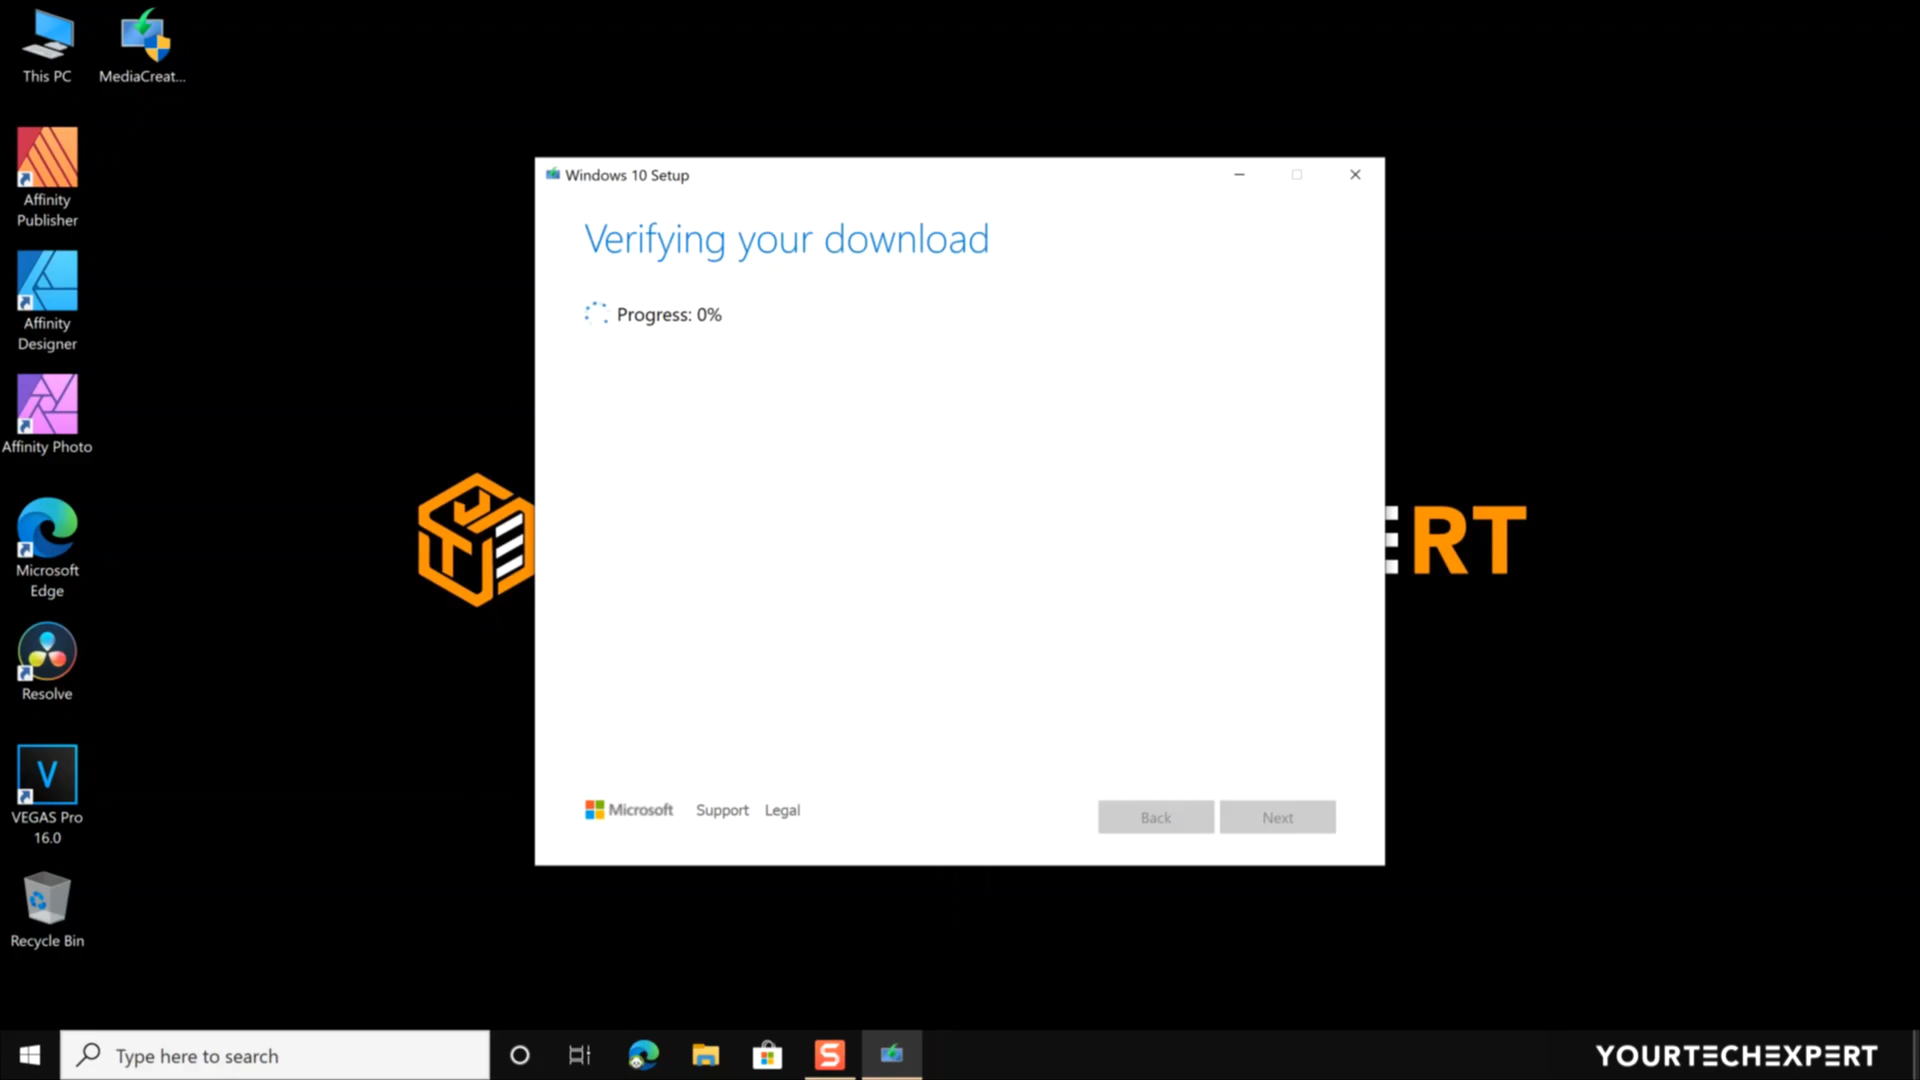 This PC
MediaCreat...
Affinity
Publisher
Affinity
Designer
Affinity Photo
Microsoft
Edge
Resolve
VEGAS Pro
16.0
Recycle Bin
Windows 10 Setup
Verifying your download
Progress: 0%
Microsoft
Support
Legal
Back
Next
ERT
Type here to search
YOURTECHEXPERT